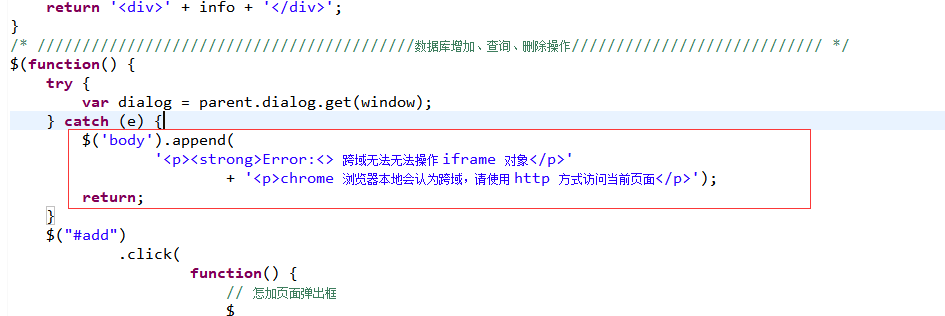 return '<div>' + info + '</div>';
}
/* //////////////////////////////////////////数据库增加、查询、删除操作//////////////////////////// */
$(function() {
try {
var dialog = parent.dialog.get(window);
} catch (e) {
$('body').append(
'<p><strong>Error:<> 跨域无法无法操作 iframe 对象</p>'
+ '<p>chrome 浏览器本地会认为跨域，请使用 http 方式访问当前页面</p>');
return;
}
$("#add")
.click(
function() {
// 怎加页面弹出框
$